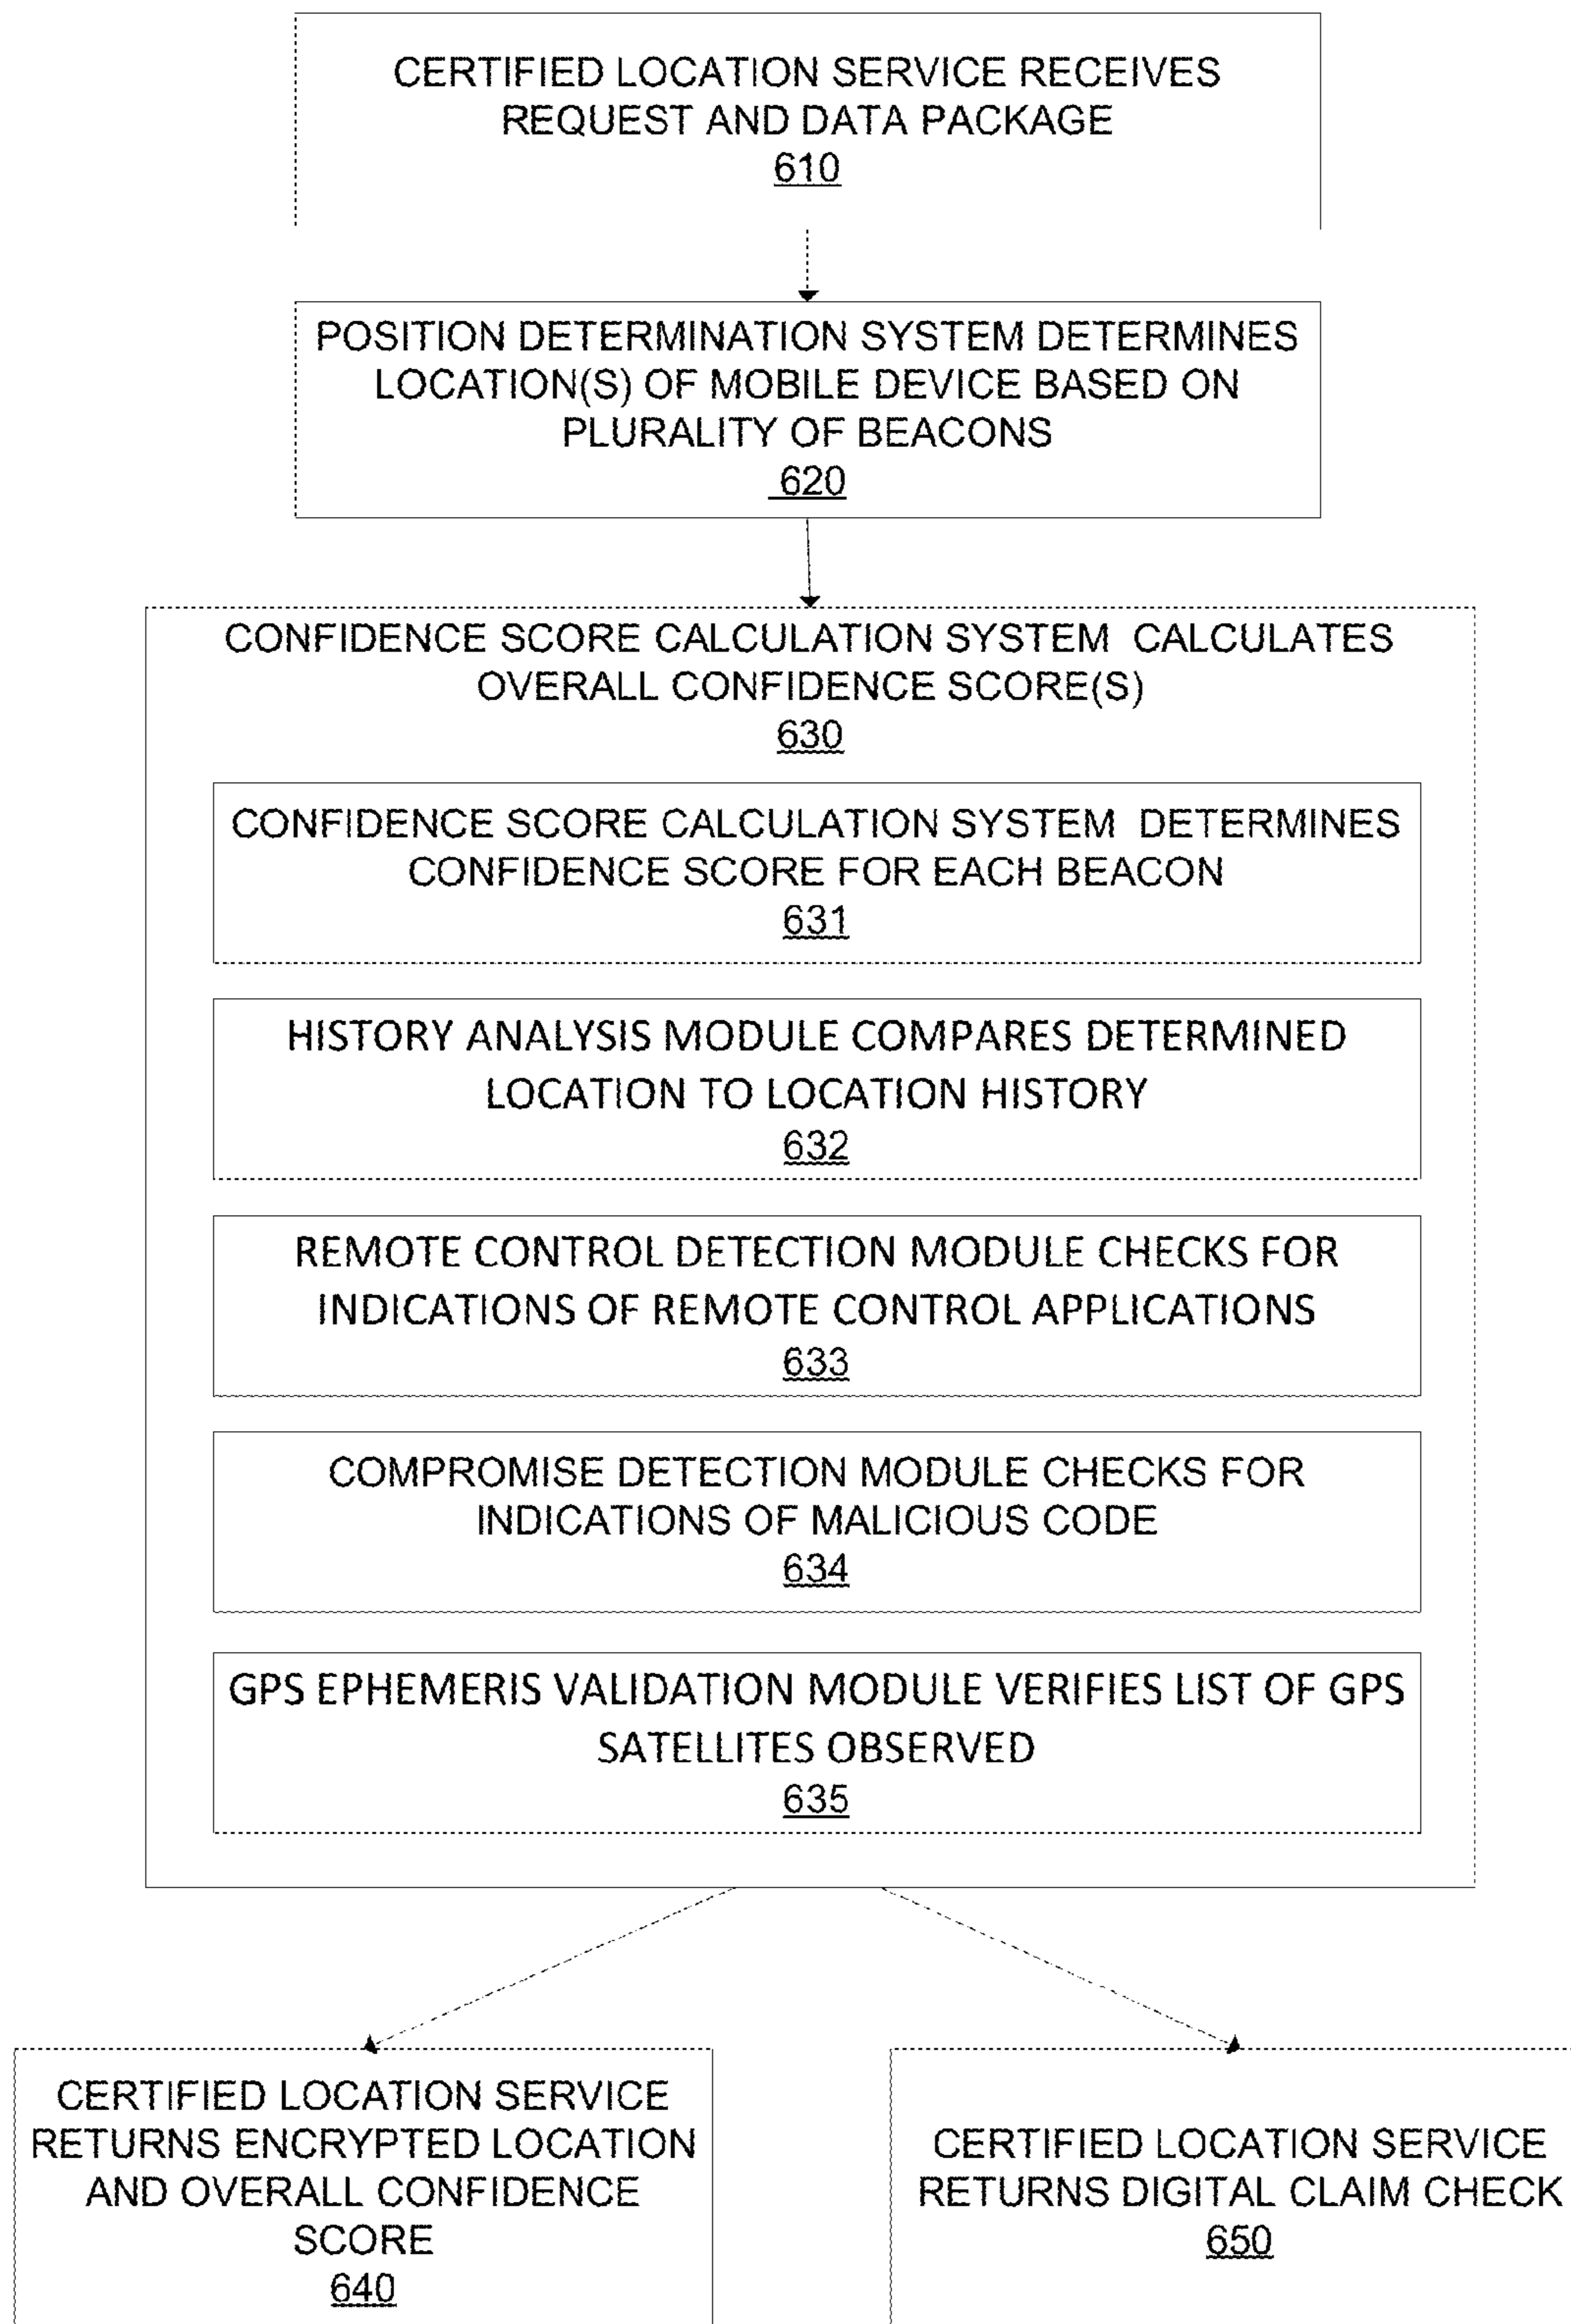 CERTIFIED LOCATION SERVICE RECEIVES
REQUEST AND DATA PACKAGE
610
POSITION DETERMINATION SYSTEM DETERMINES
LOCATION(S) OF MOBILE DEVICE BASED ON
PLURALITY OF BEACONS
620
CONFIDENCE SCORE CALCULATION SYSTEM CALCULATES
OVERALL CONFIDENCE SCORE(S)
630
CONFIDENCE SCORE CALCULATION SYSTEM DETERMINES
CONFIDENCE SCORE FOR EACH BEACON
631
HISTORY ANALYSIS MODULE COMPARES DETERMINED
LOCATION TO LOCATION HISTORY
632
REMOTE CONTROL DETECTION MODULE CHECKS FOR
INDICATIONS OF REMOTE CONTROL APPLICATIONS
633
COMPROMISE DETECTION MODULE CHECKS FOR
INDICATIONS OF MALICIOUS CODE
634
GPS EPHEMERIS VALIDATION MODULE VERIFIES LIST OF GPS
SATELLITES OBSERVED
635
CERTIFIED LOCATION SERVICE
RETURNS ENCRYPTED LOCATION
AND OVERALL CONFIDENCE
SCORE
640
CERTIFIED LOCATION SERVICE
RETURNS DIGITAL CLAIM CHECK
650